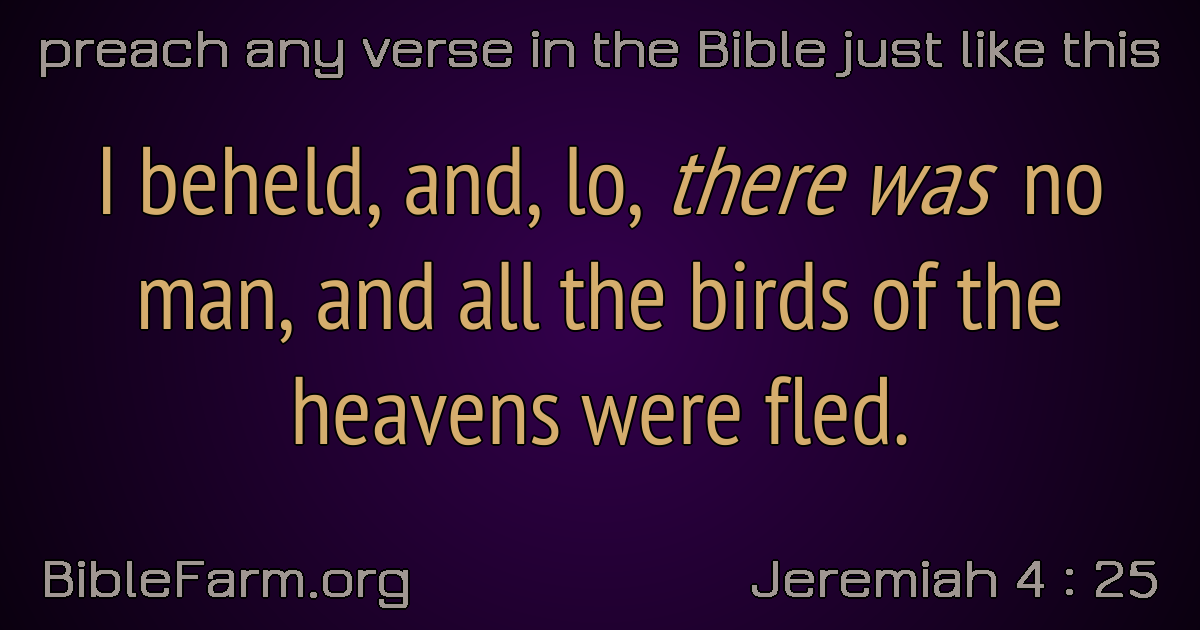 preach any verse in the Bible just like this
I beheld, and, lo, there was no
man, and all the birds of the
heavens were fled.
BibleFarm.org
Jeremiah 4 : 25